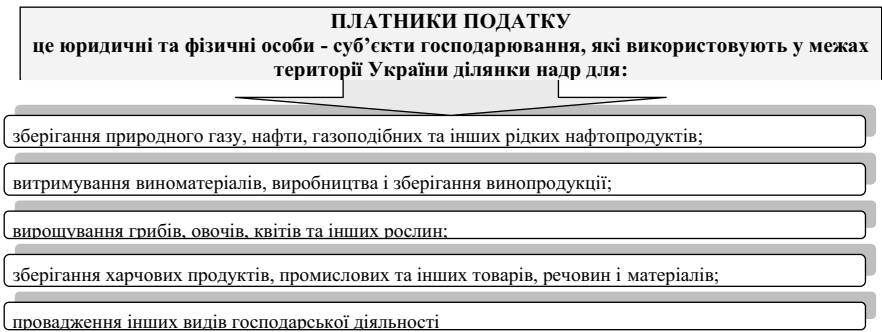 ПЛАТНИКИ ПОДАТКУ
це юридичні та фізичні особи - суб’єкти господарювання, які використовують у межах
території України ділянки надр для:
зберігання природного газу, нафти, газоподібних та інших рідких нафтопродуктів;
витримування виноматеріалів, виробництва і зберігання винопродукції;
вирощування грибів, овочів, квітів та інших рослин;
зберігання харчових продуктів, промислових та інших товарів, речовин і матеріалів;
провадження інших видів господарської діяльності